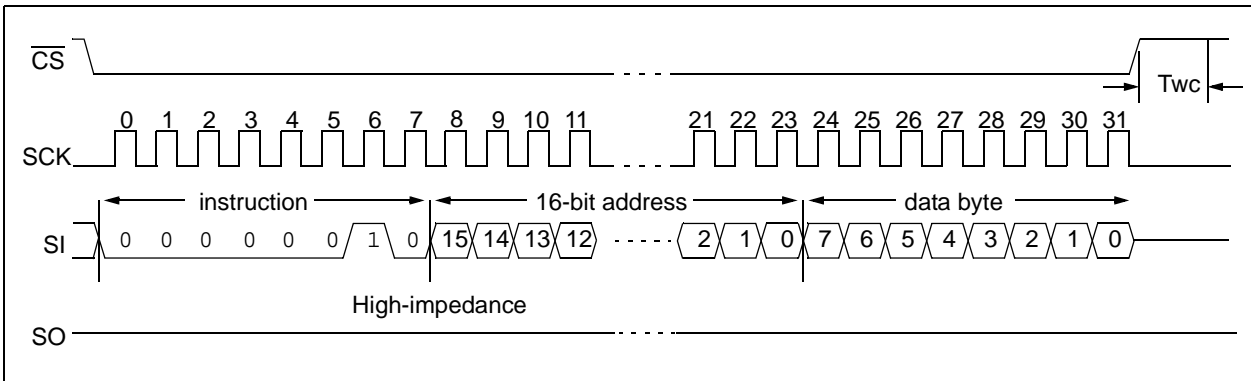 CS
Twc
0 1 2 3 4 5 6 7 8 9 10 11 21 22 23 24 25 26 27 28 29 30 31
SCK
instruction 16-bit address data byte
SI 0 0 0 0 0 0 1 0 15 14 13 12 2 1 0 7 6 5 4 3 2 1 0
High-impedance
SO